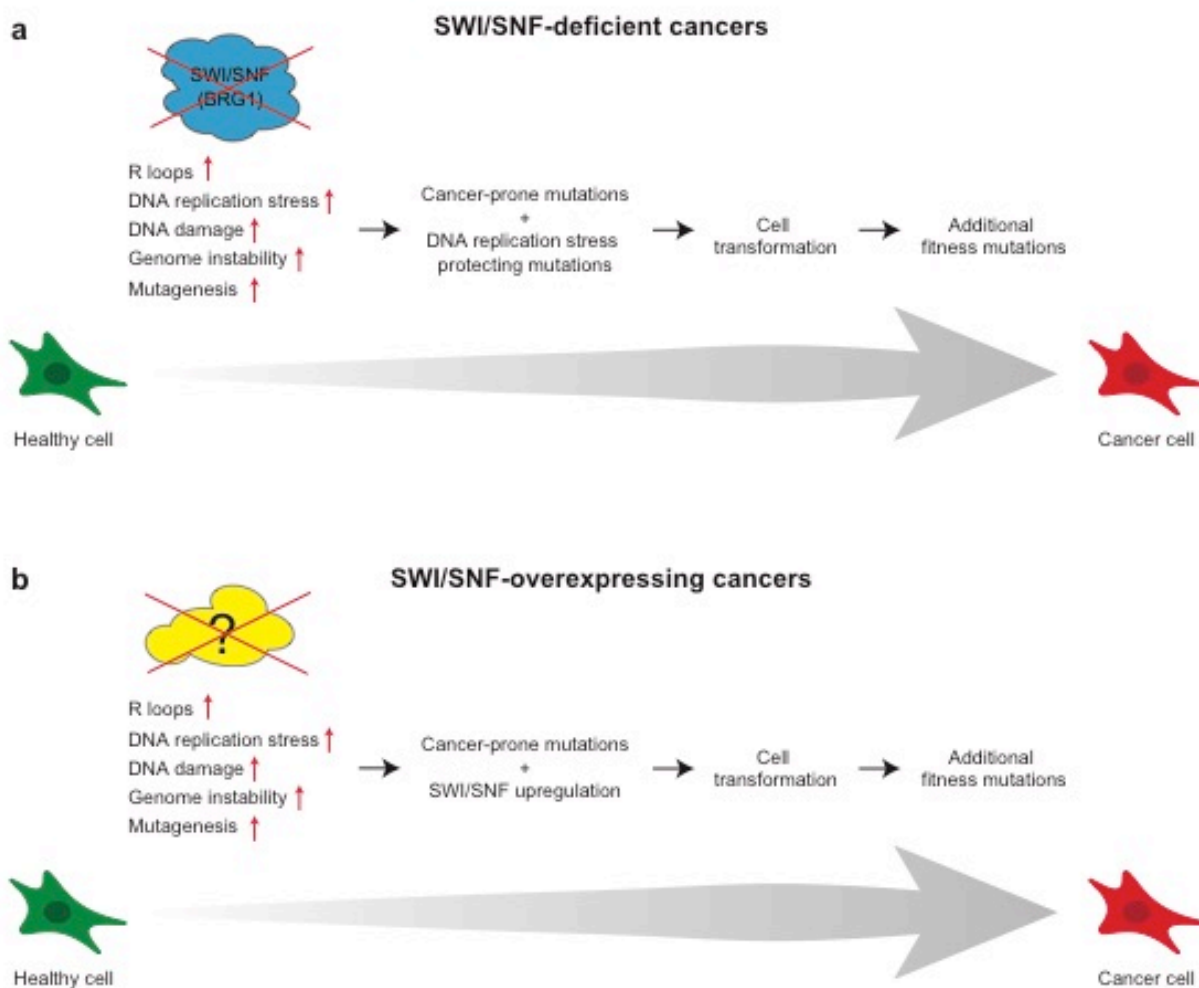 a
SWI/SNF-deficient cancers
SWI/SNF
(BRG1)
R loops
DNA replication stress
DNA damage
Genome instability
Mutagenesis
Cancer-prone mutations
+
DNA replication stress
protecting mutations
Cell
transformation
Additional
fitness mutations
Healthy cell
Cancer cell
b
SWI/SNF-overexpressing cancers
?
R loops
DNA replication stress
DNA damage
Genome instability
Mutagenesis
Cancer-prone mutations
+
SWI/SNF upregulation
Cell
transformation
Additional
fitness mutations
Healthy cell
Cancer cell